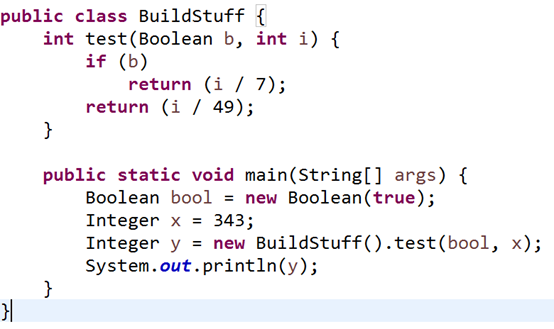 public class BuildStuff {
    int test(Boolean b, int i) {
        if (b)
            return (i / 7);
        return (i / 49);
    }

    public static void main(String[] args) {
        Boolean bool = new Boolean(true);
        Integer x = 343;
        Integer y = new BuildStuff().test(bool, x);
        System.out.println(y);
    }
}